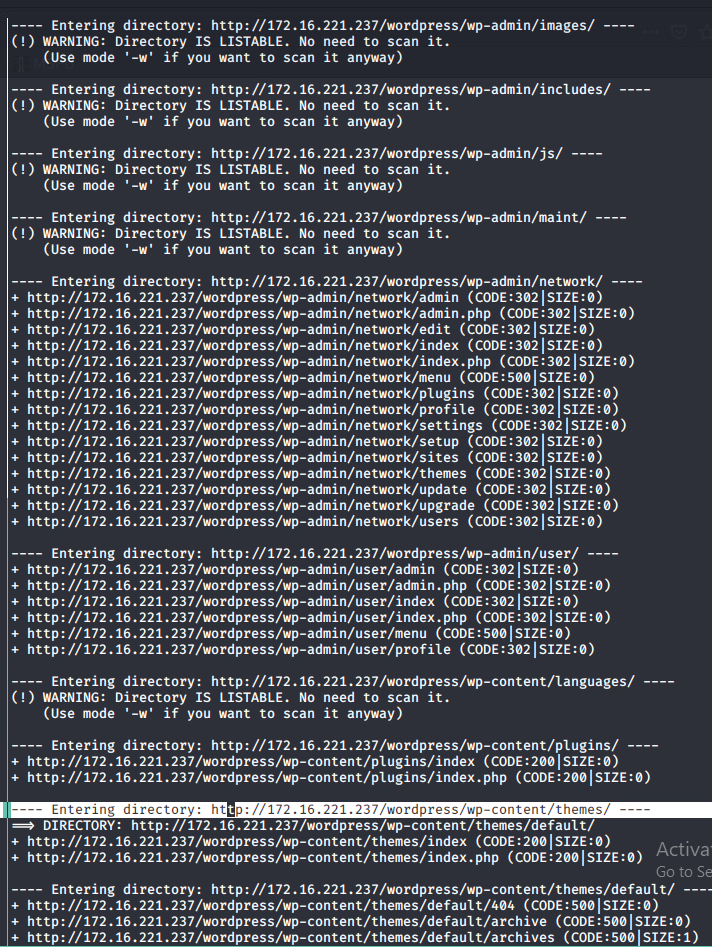 ---- Entering directory: http://172.16.221.237/wordpress/wp-admin/images/ ----
(!) WARNING: Directory IS LISTABLE. No need to scan it.
    (Use mode '-w' if you want to scan it anyway)
---- Entering directory: http://172.16.221.237/wordpress/wp-admin/includes/ ----
(!) WARNING: Directory IS LISTABLE. No need to scan it.
    (Use mode '-w' if you want to scan it anyway)
---- Entering directory: http://172.16.221.237/wordpress/wp-admin/js/ ----
(!) WARNING: Directory IS LISTABLE. No need to scan it.
    (Use mode '-w' if you want to scan it anyway)
---- Entering directory: http://172.16.221.237/wordpress/wp-admin/maint/ ----
(!) WARNING: Directory IS LISTABLE. No need to scan it.
    (Use mode '-w' if you want to scan it anyway)
---- Entering directory: http://172.16.221.237/wordpress/wp-admin/network/ ----
+ http://172.16.221.237/wordpress/wp-admin/network/admin (CODE:302|SIZE:0)
+ http://172.16.221.237/wordpress/wp-admin/network/admin.php (CODE:302|SIZE:0)
+ http://172.16.221.237/wordpress/wp-admin/network/edit (CODE:302|SIZE:0)
+ http://172.16.221.237/wordpress/wp-admin/network/index (CODE:302|SIZE:0)
+ http://172.16.221.237/wordpress/wp-admin/network/index.php (CODE:302|SIZE:0)
+ http://172.16.221.237/wordpress/wp-admin/network/menu (CODE:500|SIZE:0)
+ http://172.16.221.237/wordpress/wp-admin/network/plugins (CODE:302|SIZE:0)
+ http://172.16.221.237/wordpress/wp-admin/network/profile (CODE:302|SIZE:0)
+ http://172.16.221.237/wordpress/wp-admin/network/settings (CODE:302|SIZE:0)
+ http://172.16.221.237/wordpress/wp-admin/network/setup (CODE:302|SIZE:0)
+ http://172.16.221.237/wordpress/wp-admin/network/sites (CODE:302|SIZE:0)
+ http://172.16.221.237/wordpress/wp-admin/network/themes (CODE:302|SIZE:0)
+ http://172.16.221.237/wordpress/wp-admin/network/update (CODE:302|SIZE:0)
+ http://172.16.221.237/wordpress/wp-admin/network/upgrade (CODE:302|SIZE:0)
+ http://172.16.221.237/wordpress/wp-admin/network/users (CODE:302|SIZE:0)
---- Entering directory: http://172.16.221.237/wordpress/wp-admin/user/ ----
+ http://172.16.221.237/wordpress/wp-admin/user/admin (CODE:302|SIZE:0)
+ http://172.16.221.237/wordpress/wp-admin/user/admin.php (CODE:302|SIZE:0)
+ http://172.16.221.237/wordpress/wp-admin/user/index (CODE:302|SIZE:0)
+ http://172.16.221.237/wordpress/wp-admin/user/index.php (CODE:302|SIZE:0)
+ http://172.16.221.237/wordpress/wp-admin/user/menu (CODE:500|SIZE:0)
+ http://172.16.221.237/wordpress/wp-admin/user/profile (CODE:302|SIZE:0)
---- Entering directory: http://172.16.221.237/wordpress/wp-content/languages/ ----
(!) WARNING: Directory IS LISTABLE. No need to scan it.
    (Use mode '-w' if you want to scan it anyway)
---- Entering directory: http://172.16.221.237/wordpress/wp-content/plugins/ ----
+ http://172.16.221.237/wordpress/wp-content/plugins/index (CODE:200|SIZE:0)
+ http://172.16.221.237/wordpress/wp-content/plugins/index.php (CODE:200|SIZE:0)
---- Entering directory: http://172.16.221.237/wordpress/wp-content/themes/ ----
==> DIRECTORY: http://172.16.221.237/wordpress/wp-content/themes/default/
+ http://172.16.221.237/wordpress/wp-content/themes/index (CODE:200|SIZE:0)
+ http://172.16.221.237/wordpress/wp-content/themes/index.php (CODE:200|SIZE:0)
Activa
Go to Se
---- Entering directory: http://172.16.221.237/wordpress/wp-content/themes/default/ ----
+ http://172.16.221.237/wordpress/wp-content/themes/default/404 (CODE:500|SIZE:0)
+ http://172.16.221.237/wordpress/wp-content/themes/default/archive (CODE:500|SIZE:0)
+ http://172.16.221.237/wordpress/wp-content/themes/default/archives (CODE:500|SIZE:1)